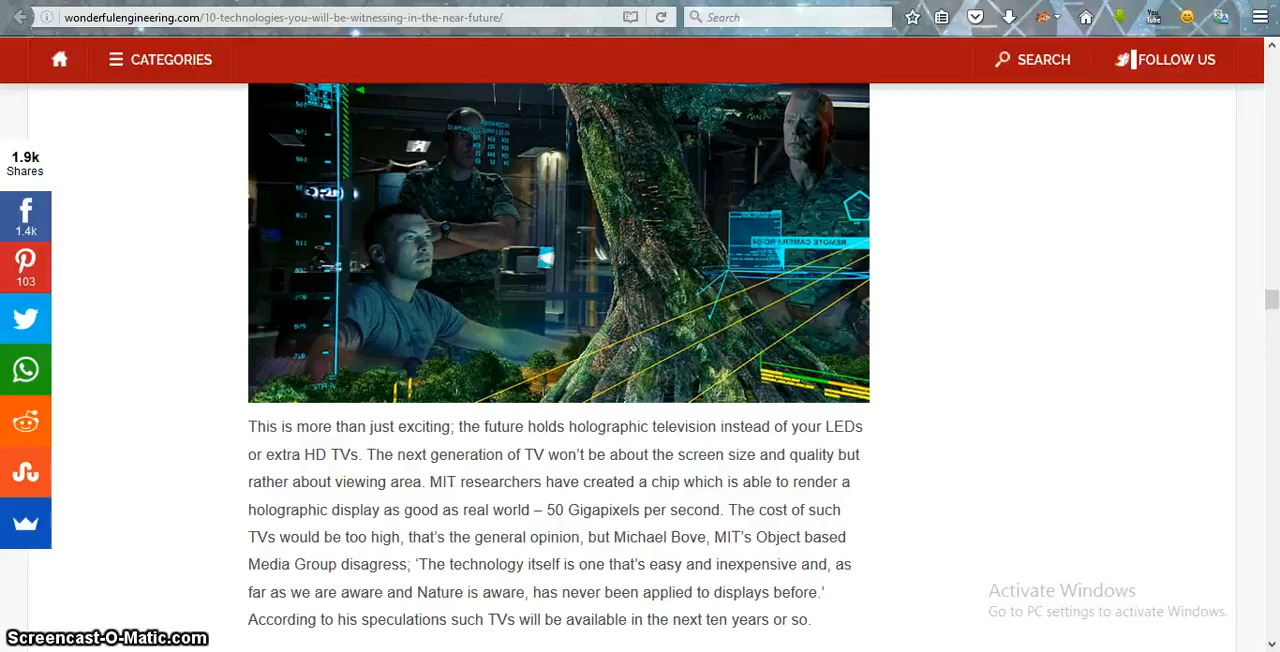 wonderfulengineering.com/10-technologies-you-will-be-witnessing-in-the-near-future/
Search
You Tube
CATEGORIES
SEARCH
FOLLOW US
1.9k
Shares
1.4k
103
REMOTE CAMERA
This is more than just exciting; the future holds holographic television instead of your LEDs
or extra HD TVs. The next generation of TV won’t be about the screen size and quality but
rather about viewing area. MIT researchers have created a chip which is able to render a
holographic display as good as real world – 50 Gigapixels per second. The cost of such
TVs would be too high, that’s the general opinion, but Michael Bove, MIT’s Object based
Media Group disagress; ‘The technology itself is one that’s easy and inexpensive and, as
far as we are aware and Nature is aware, has never been applied to displays before.’
According to his speculations such TVs will be available in the next ten years or so.
Activate Windows
Go to PC settings to activate Windows.
Screencast-O-Matic.com